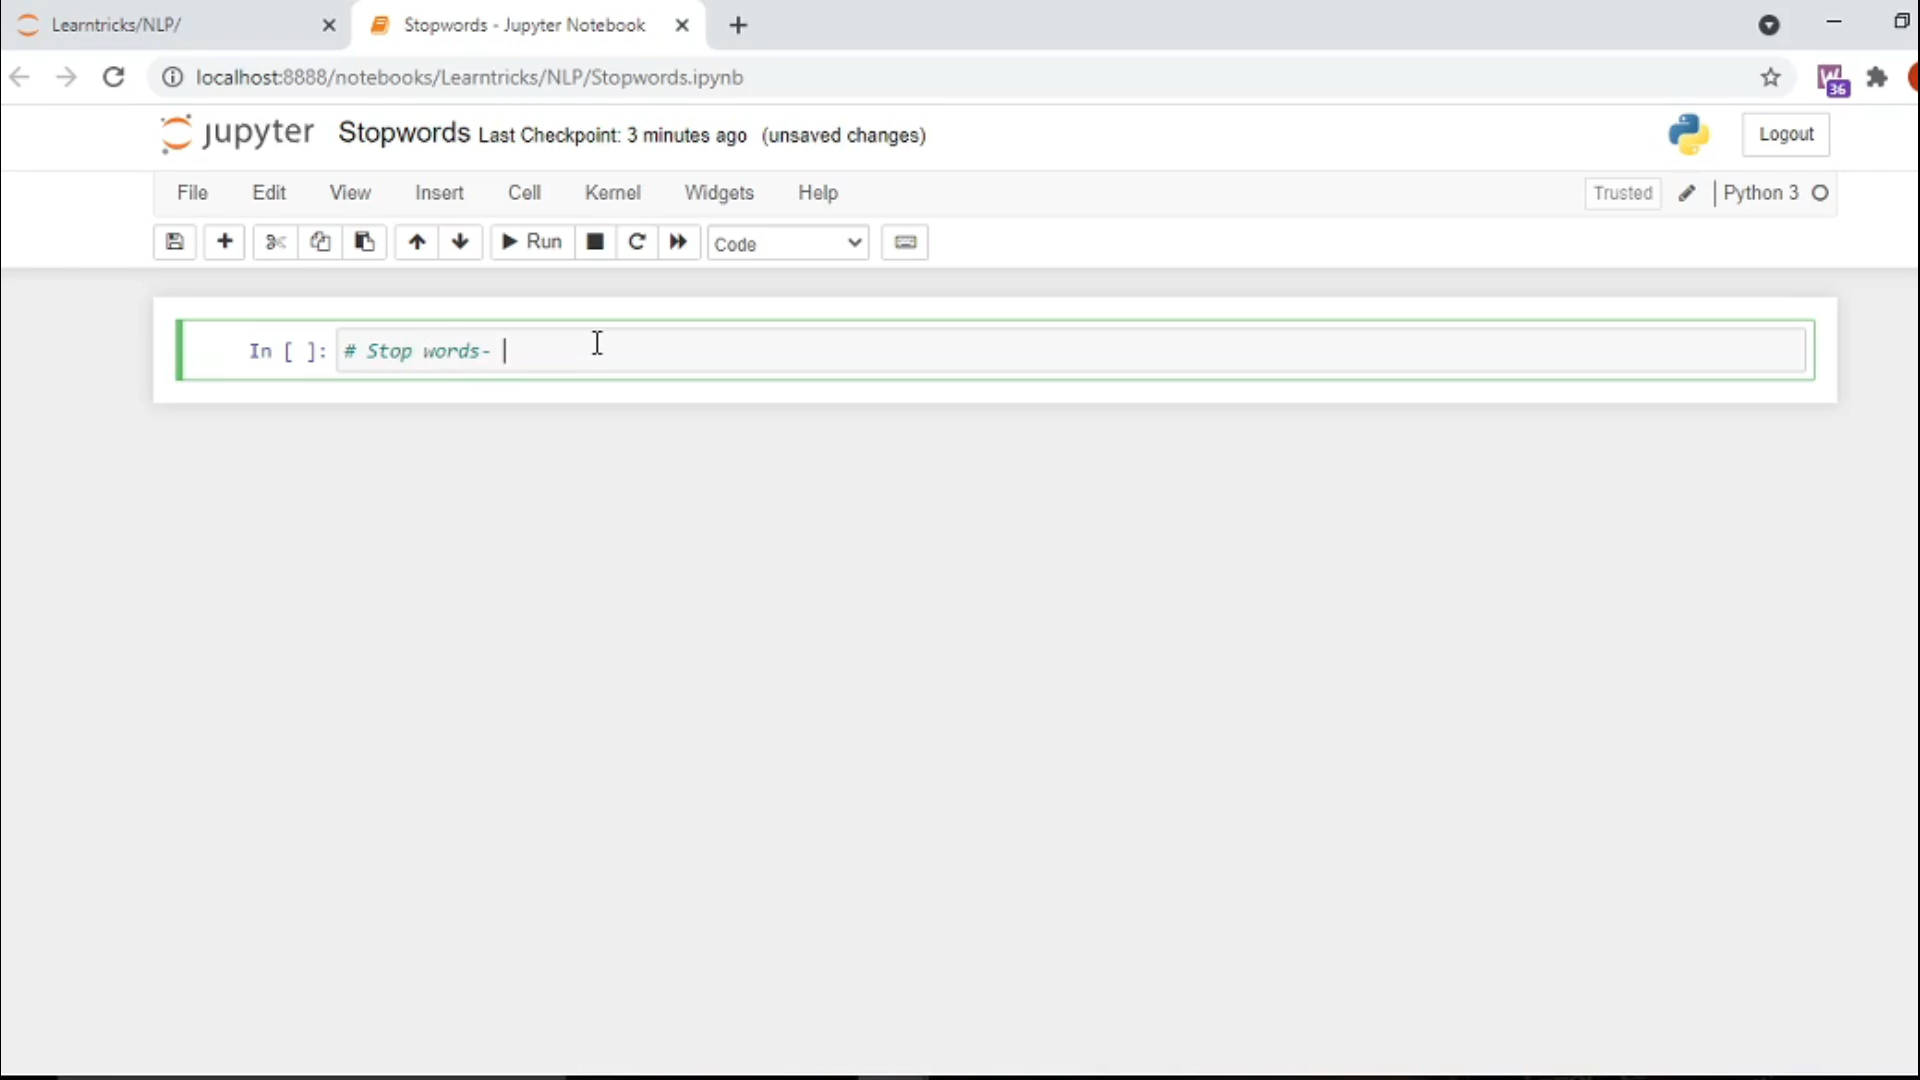 Learntricks/NLP/
Stopwords - Jupyter Notebook
localhost:8888/notebooks/Learntricks/NLP/Stopwords.ipynb
36
jupyter Stopwords Last Checkpoint: 3 minutes ago (unsaved changes)
Logout
File Edit View Insert Cell Kernel Widgets Help
Trusted Python 3
Run Code
In [ ]: # Stop words-